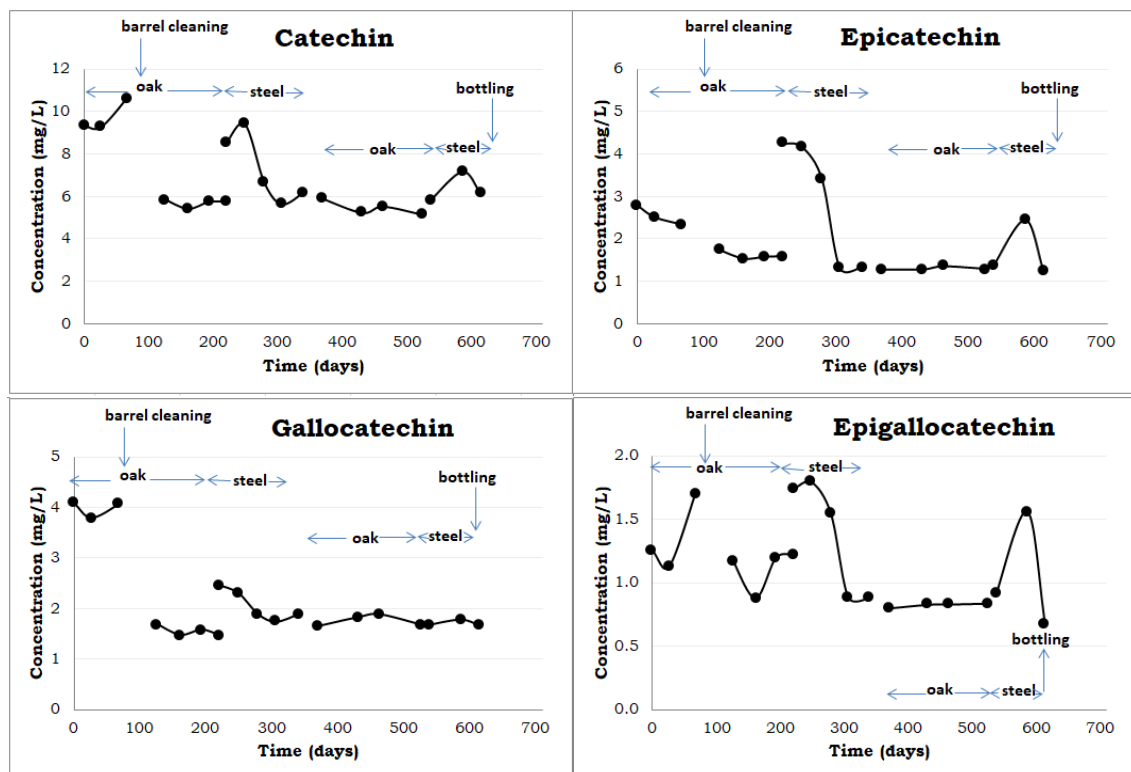 barrel cleaning
Catechin
oak
steel
bottling
oak
steel
12
10
8
6
4
2
0
Concentration (mg/L)
0 100 200 300 400 500 600 700
Time (days)
barrel cleaning
Epicatechin
oak
steel
bottling
oak
steel
6
5
4
3
2
1
0
Concentration (mg/L)
0 100 200 300 400 500 600 700
Time (days)
barrel cleaning
Gallocatechin
oak
steel
bottling
oak
steel
5
4
3
2
1
0
Concentration (mg/L)
0 100 200 300 400 500 600 700
Time (days)
barrel cleaning
Epigallocatechin
oak
steel
2.0
1.5
1.0
0.5
0.0
Concentration (mg/L)
bottling
oak
steel
0 100 200 300 400 500 600 700
Time (days)